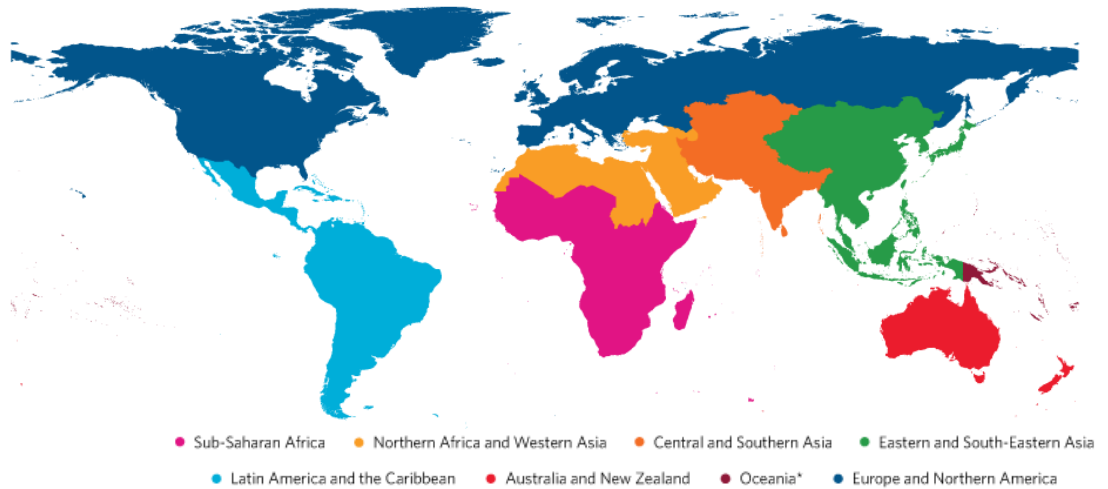 Sub-Saharan Africa Northern Africa and Western Asia Central and Southern Asia Eastern and South-Eastern Asia
Latin America and the Caribbean Australia and New Zealand Oceania* Europe and Northern America